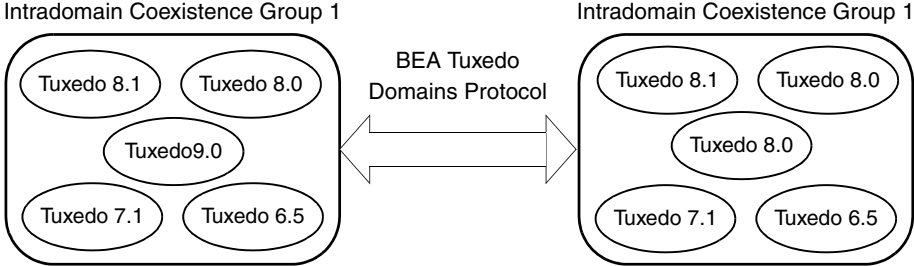 Intradomain Coexistence Group 1
Tuxedo 8.1
Tuxedo 8.0
Tuxedo9.0
Tuxedo 7.1
Tuxedo 6.5
BEA Tuxedo
Domains Protocol
Intradomain Coexistence Group 1
Tuxedo 8.1
Tuxedo 8.0
Tuxedo 8.0
Tuxedo 7.1
Tuxedo 6.5